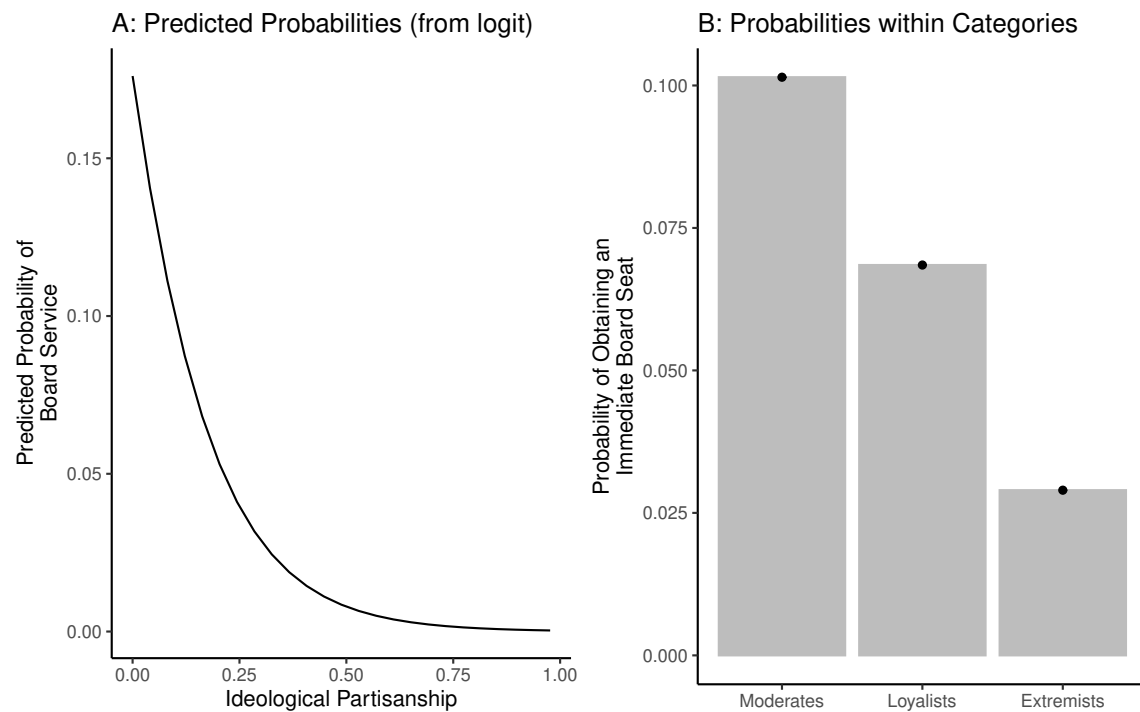 A: Predicted Probabilities (from logit)
Predicted Probability of
Board Service
0.15
0.10
0.05
0.00
0.00 0.25 0.50 0.75 1.00
Ideological Partisanship
B: Probabilities within Categories
Probability of Obtaining an
Immediate Board Seat
0.100
0.075
0.050
0.025
0.000
Moderates Loyalists Extremists